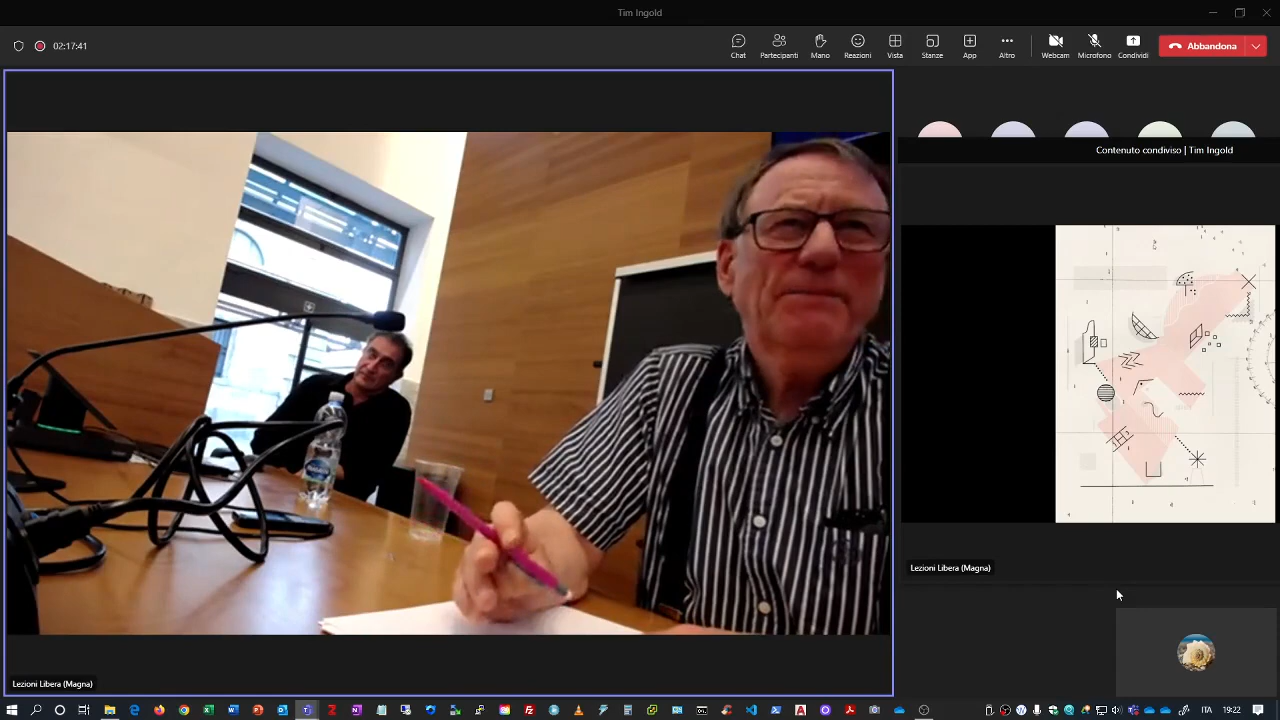 Tim Ingold
02:17:41
Chat
Partecipanti
Mano
Reazioni
Vista
Stanze
App
Altro
Webcam
Microfono
Condividi
Abbandona
Contenuto condiviso | Tim Ingold
Lezioni Libera (Magna)
Lezioni Libera (Magna)
ITA
19:22